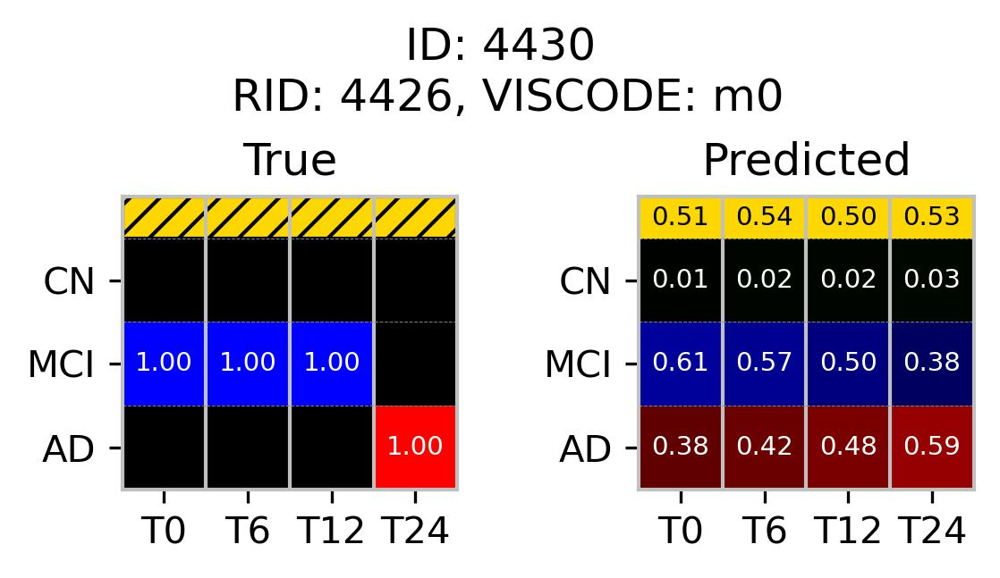 ID: 4430
RID: 4426, VISCODE: m0
True Predicted
0.51 0.54 0.50 0.53
CN CN 0.01 0.02 0.02 0.03
MCI 1.00 1.00 1.00 MCI 0.61 0.57 0.50 0.38
AD 1.00 AD 0.38 0.42 0.48 0.59
T0 T6 T12 T24 T0 T6 T12 T24